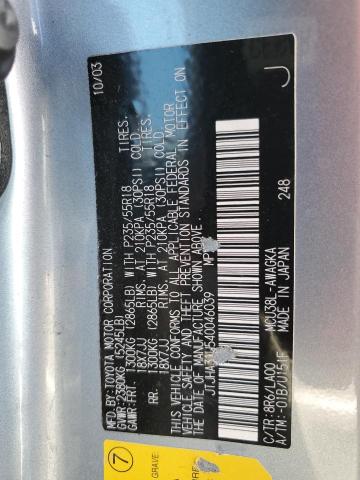 MFD.BY:TOYOTA MOTOR CORPORATION 10/03
GVWR:2380KG (5245LB)
GAWR:FRT. 1300KG (2865LB) WITH P235/55R18 TIRES.
18X7JJ RIMS. AT 210KPA (30PSI) COLD.
RR. 1300KG (2865LB) WITH P235/55R18 TIRES.
18X7JJ RIMS. AT 210KPA (30PSI) COLD.
THIS VEHICLE CONFORMS TO ALL APPLICABLE FEDERAL MOTOR
VEHICLE SAFETY AND THEFT PREVENTION STANDARDS IN EFFECT ON
THE DATE OF MANUFACTURE SHOWN ABOVE.
MPV
C/TR:8R6/LA00 MCU38L-AWAGKA
A/TM:-01B/U151F MADE IN JAPAN
248
J
7
GRAVE